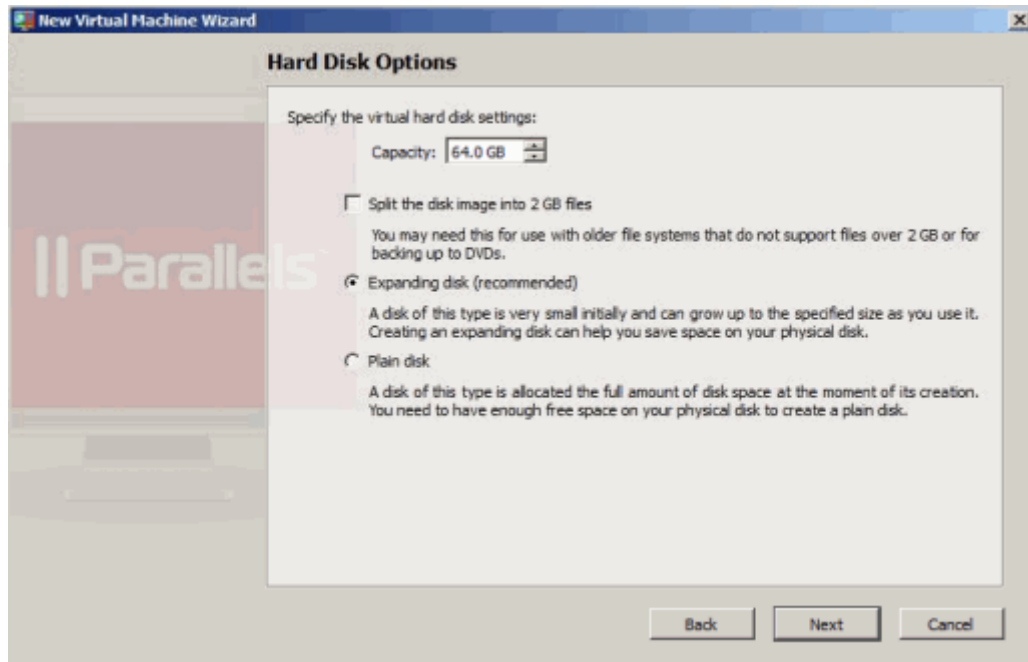 New Virtual Machine Wizard
Hard Disk Options
Specify the virtual hard disk settings:
Capacity: 64.0 GB
Split the disk image into 2 GB files
You may need this for use with older file systems that do not support files over 2 GB or for
backing up to DVDs.
|| Parallels
Expanding disk (recommended)
A disk of this type is very small initially and can grow up to the specified size as you use it.
Creating an expanding disk can help you save space on your physical disk.
Plain disk
A disk of this type is allocated the full amount of disk space at the moment of its creation.
You need to have enough free space on your physical disk to create a plain disk.
Back Next Cancel